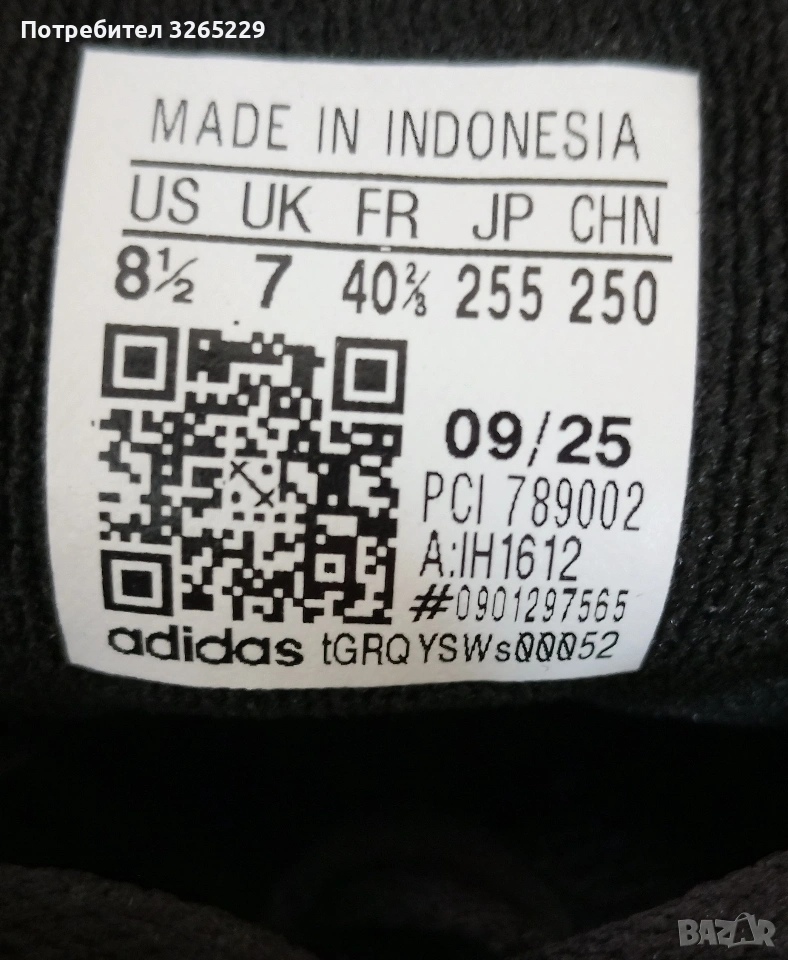 Потребител 3265229
MADE IN INDONESIA
US UK FR JP CHN
8½ 7 40⅔ 255 250
09/25
PCI 789002
A:IH1612
#0901297565
adidas tGRQYSWs00052
BAZAR